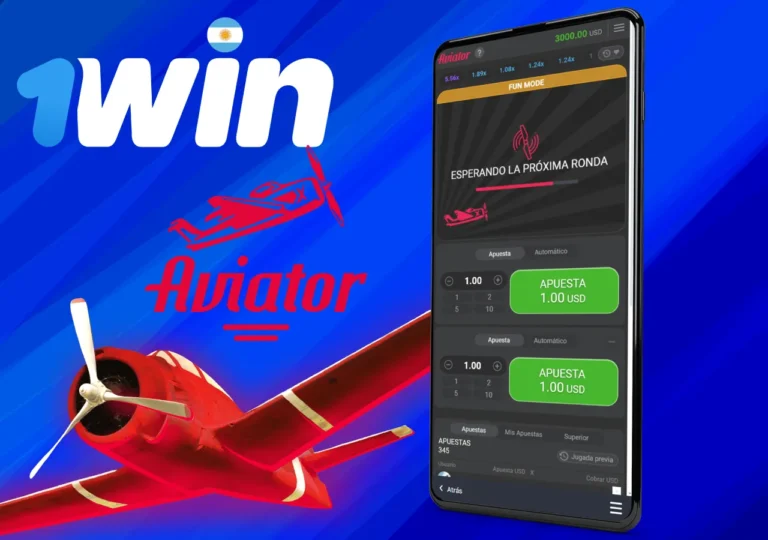 1win
Aviator
3000.00 USD
Aviator ?
5.56x 1.89x 1.08x 1.24x 1.24x 1
FUN MODE
ESPERANDO LA PRÓXIMA RONDA
Apuesta Automático
1.00
1 2
5 10
APUESTA
1.00 USD
Apuesta Automático
1.00
1 2
5 10
APUESTA
1.00 USD
Apuestas Mis Apuestas Superior
APUESTAS
345
Jugada previa
Usuario Apuesta USD X Cobrar USD
Atrás